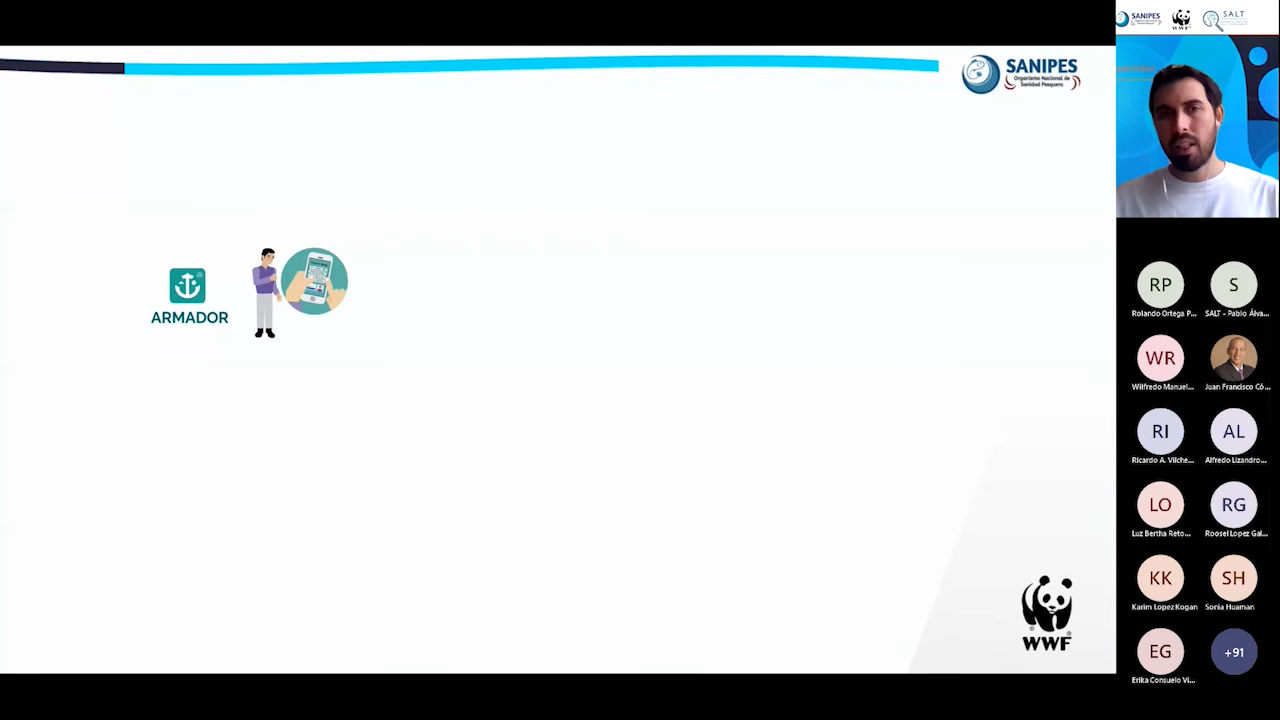 SANIPES
Organismo Nacional de
Sanidad Pesquera
ARMADOR
WWF
SANIPES
WWF
SALT
RP
Rolando Ortega P...
S
SALT - Pablo Álva...
WR
Wilfredo Manuel...
Juan Francisco Có...
RI
Ricardo A. Vilche...
AL
Alfredo Lizandro...
LO
Luz Bertha Reto...
RG
Roosel Lopez Gal...
KK
Karim Lopez Kogan
SH
Sonia Huaman
EG
Erika Consuelo Vi...
+91